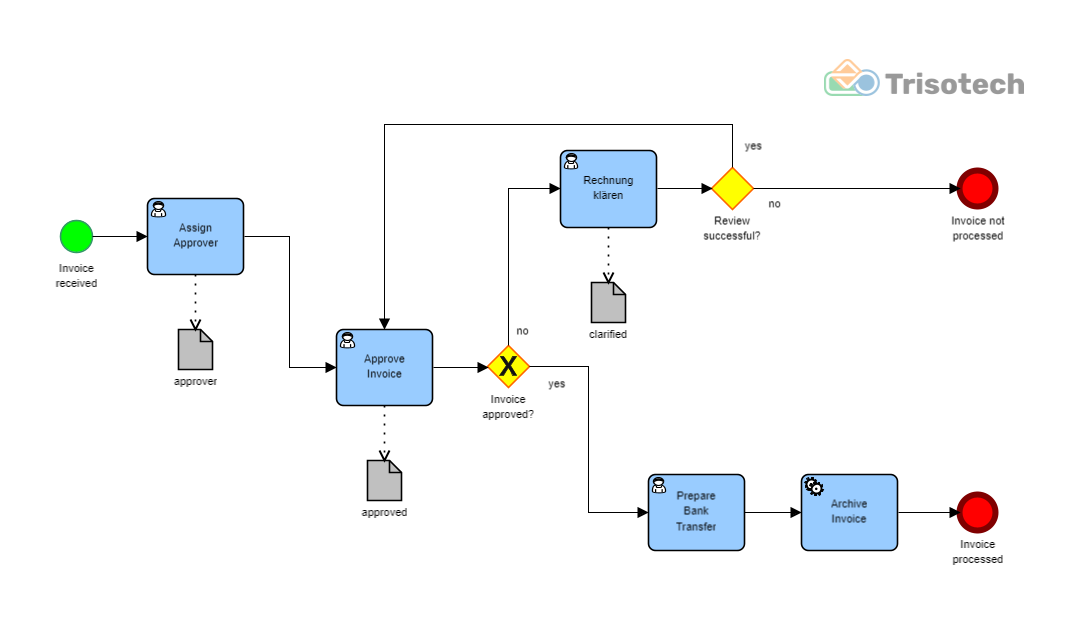 Trisotech
yes
Rechnung
klären
no
Review
successful?
Invoice not
processed
Assign
Approver
Invoice
received
clarified
no
Approve
Invoice
approver
yes
Invoice
approved?
X
approved
Prepare
Bank
Transfer
Archive
Invoice
Invoice
processed